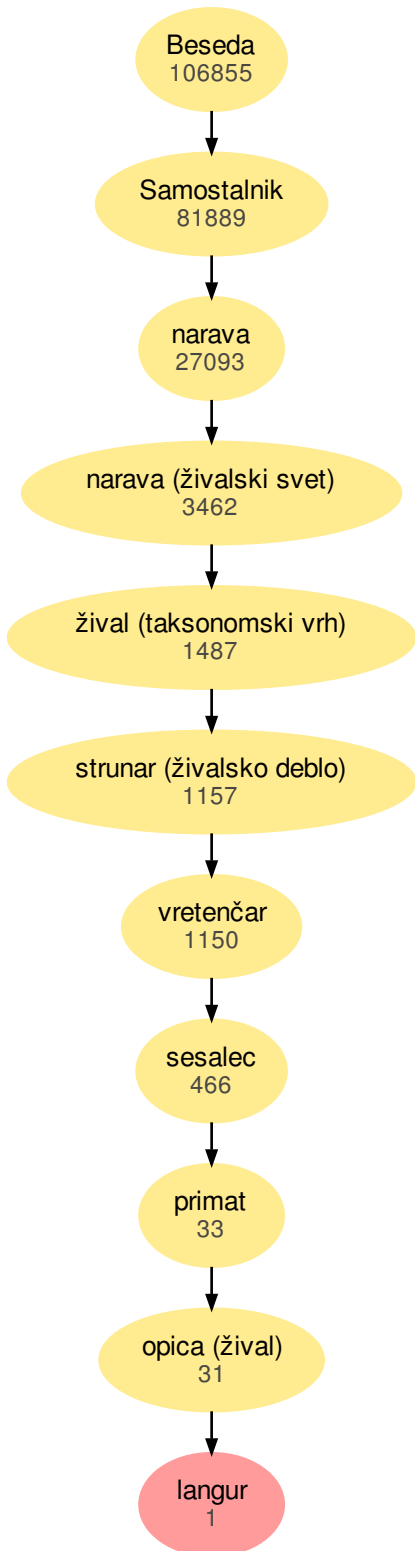 Beseda
106855
Samostalnik
81889
narava
27093
narava (živalski svet)
3462
žival (taksonomski vrh)
1487
strunar (živalsko deblo)
1157
vretenčar
1150
sesalec
466
primat
33
opica (žival)
31
langur
1